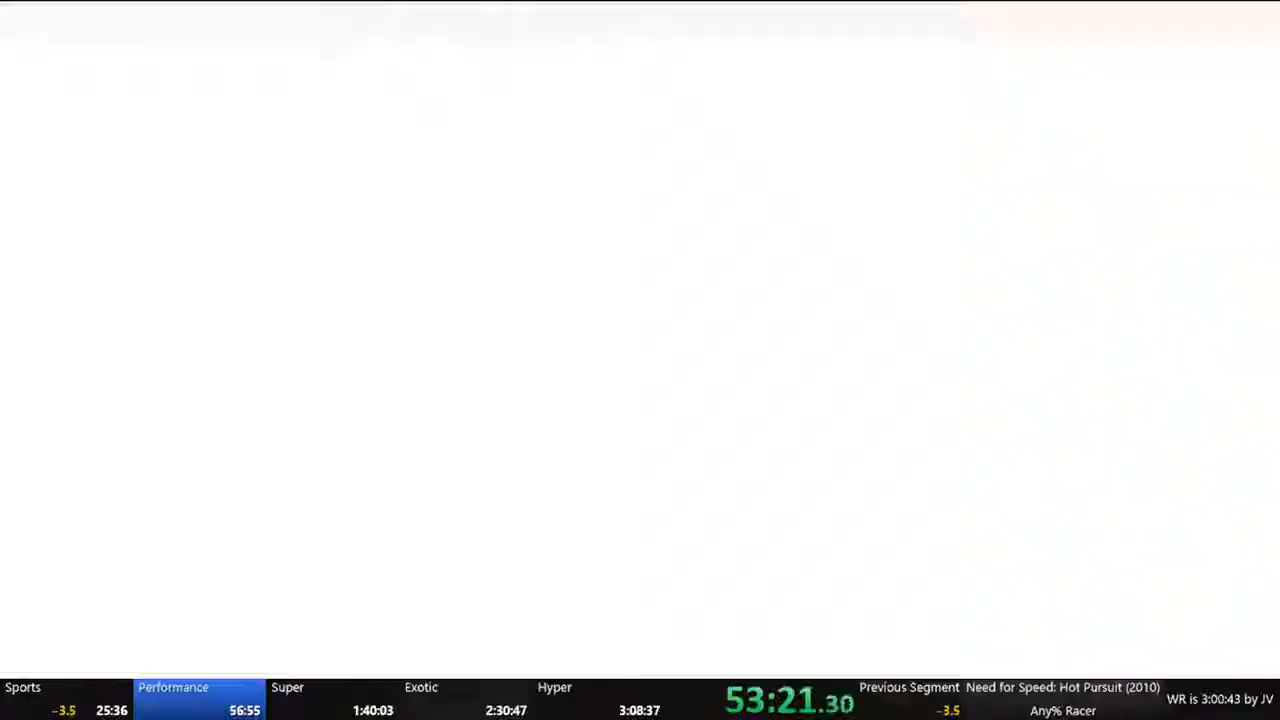 Sports
-3.5 25:36
Performance
56:55
Super
1:40:03
Exotic
2:30:47
Hyper
3:08:37
53:21.30
Previous Segment
-3.5
Need for Speed: Hot Pursuit (2010)
Any% Racer
WR is 3:00:43 by JV